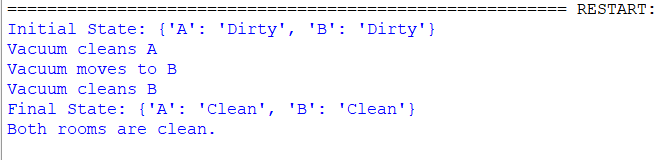 ======================================================== RESTART:
Initial State: {'A': 'Dirty', 'B': 'Dirty'}
Vacuum cleans A
Vacuum moves to B
Vacuum cleans B
Final State: {'A': 'Clean', 'B': 'Clean'}
Both rooms are clean.